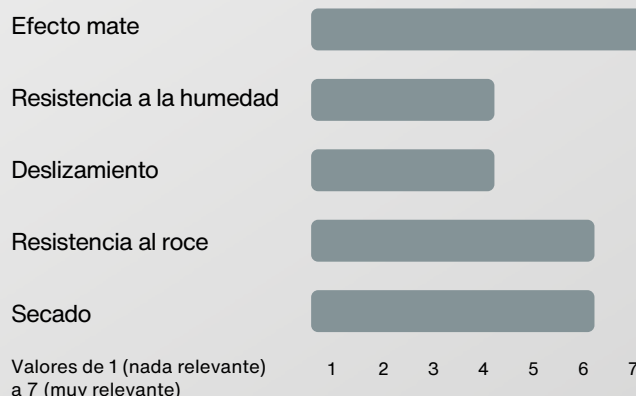 Efecto mate
Resistencia a la humedad
Deslizamiento
Resistencia al roce
Secado
Valores de 1 (nada relevante)
a 7 (muy relevante)
1 2 3 4 5 6 7